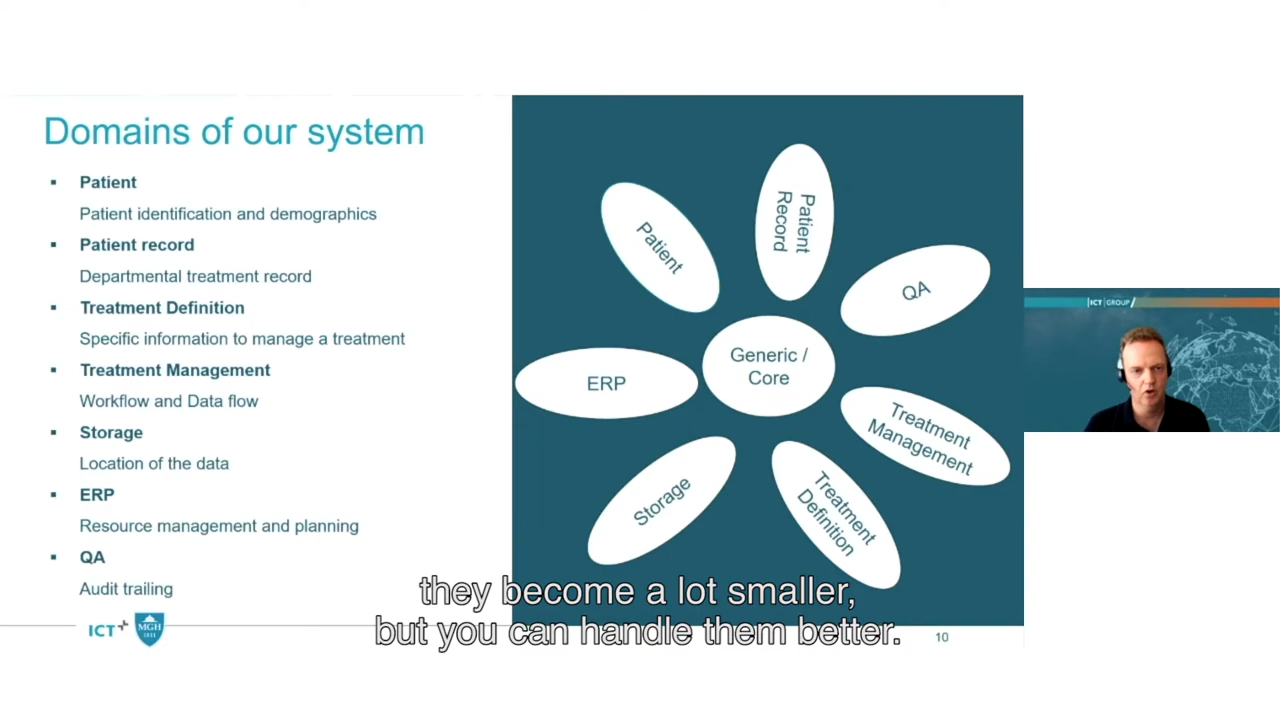 Domains of our system
▪ Patient
Patient identification and demographics
▪ Patient record
Departmental treatment record
▪ Treatment Definition
Specific information to manage a treatment
▪ Treatment Management
Workflow and Data flow
▪ Storage
Location of the data
▪ ERP
Resource management and planning
▪ QA
Audit trailing
Patient
Patient
Record
QA
Generic /
Core
ERP
Treatment
Management
Storage
Treatment
Definition
ICT GROUP
they become a lot smaller,
but you can handle them better.
ICT
MGH
1811
10